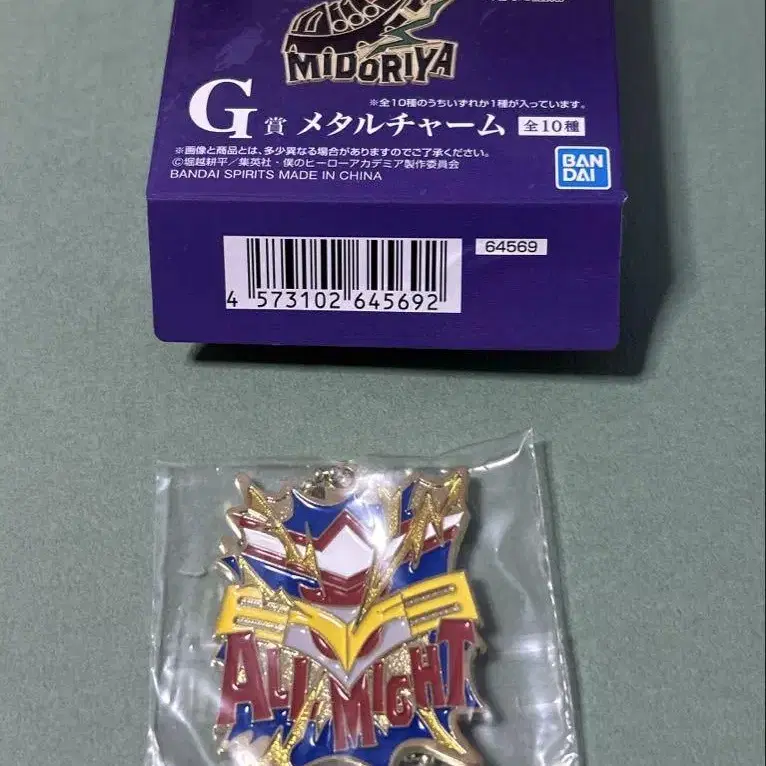 MIDORIYA
※全10種のうちいずれか1種が入っています。
G賞 メタルチャーム 全10種
※画像と商品とは、多少異なる場合がありますのでご了承ください。
©堀越耕平／集英社・僕のヒーローアカデミア製作委員会
BANDAI SPIRITS MADE IN CHINA
BAN
DAI
64569
4 573102 645692
ALL MIGHT